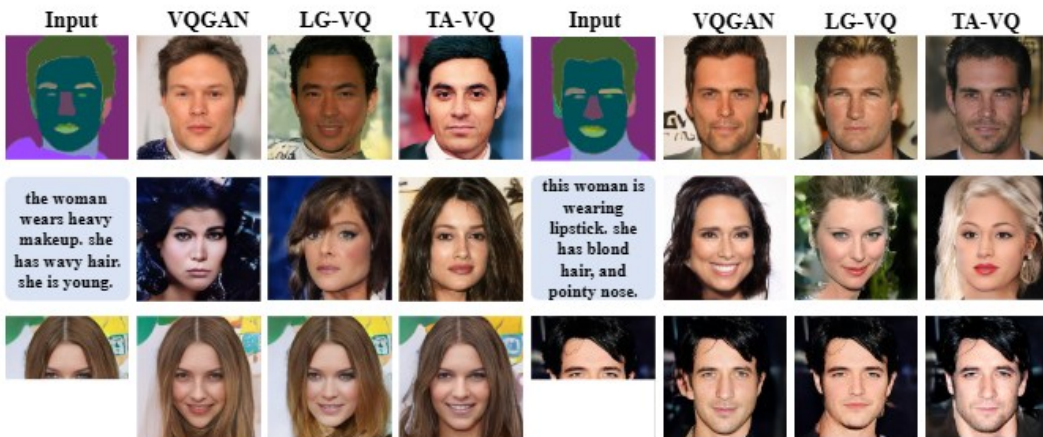 Input VQGAN LG-VQ TA-VQ Input VQGAN LG-VQ TA-VQ
the woman
wears heavy
makeup. she
has wavy hair.
she is young.
this woman is
wearing
lipstick. she
has blond
hair, and
pointy nose.